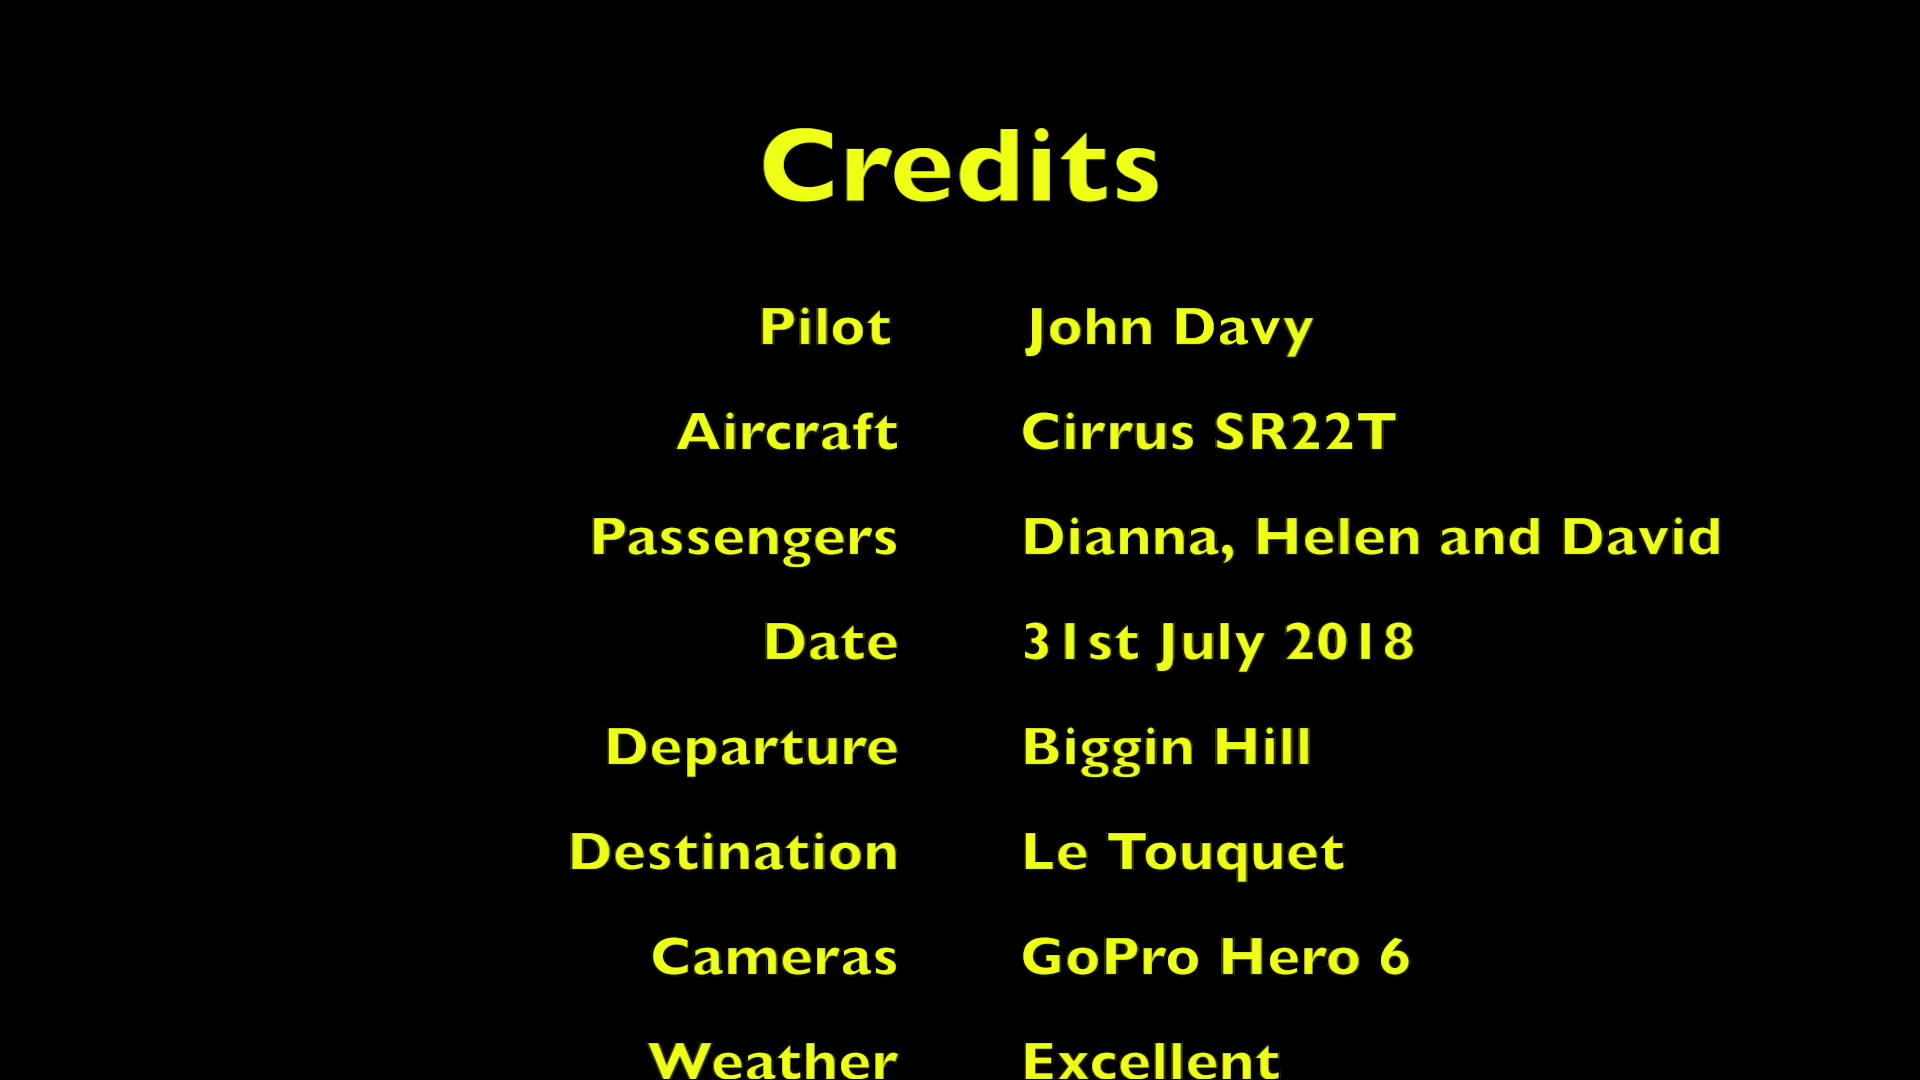 Credits
Pilot John Davy
Aircraft Cirrus SR22T
Passengers Dianna, Helen and David
Date 31st July 2018
Departure Biggin Hill
Destination Le Touquet
Cameras GoPro Hero 6
Weather Excellent